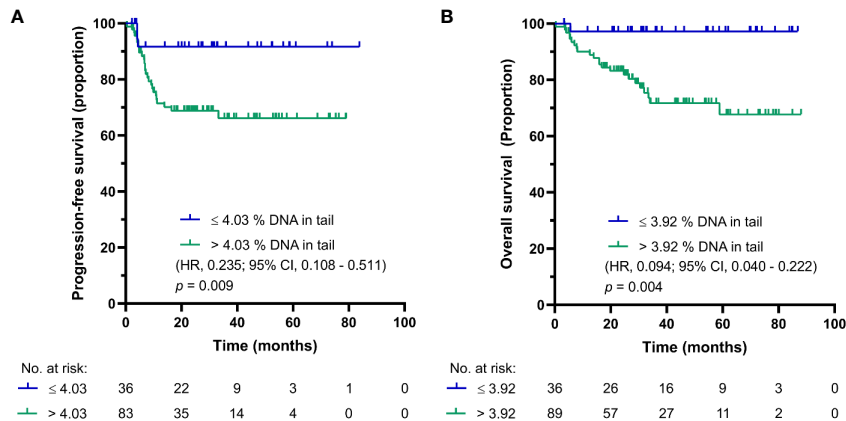 A
Progression-free survival (proportion)
100
80
60
40
20
0
≤ 4.03 % DNA in tail
> 4.03 % DNA in tail
(HR, 0.235; 95% CI, 0.108 - 0.511)
p = 0.009
0 20 40 60 80 100
Time (months)
No. at risk:
≤ 4.03 36 22 9 3 1 0
> 4.03 83 35 14 4 0 0
B
Overall survival (Proportion)
100
80
60
40
20
0
≤ 3.92 % DNA in tail
> 3.92 % DNA in tail
(HR, 0.094; 95% CI, 0.040 - 0.222)
p = 0.004
0 20 40 60 80 100
Time (months)
No. at risk:
≤ 3.92 36 26 16 9 3 0
> 3.92 89 57 27 11 2 0